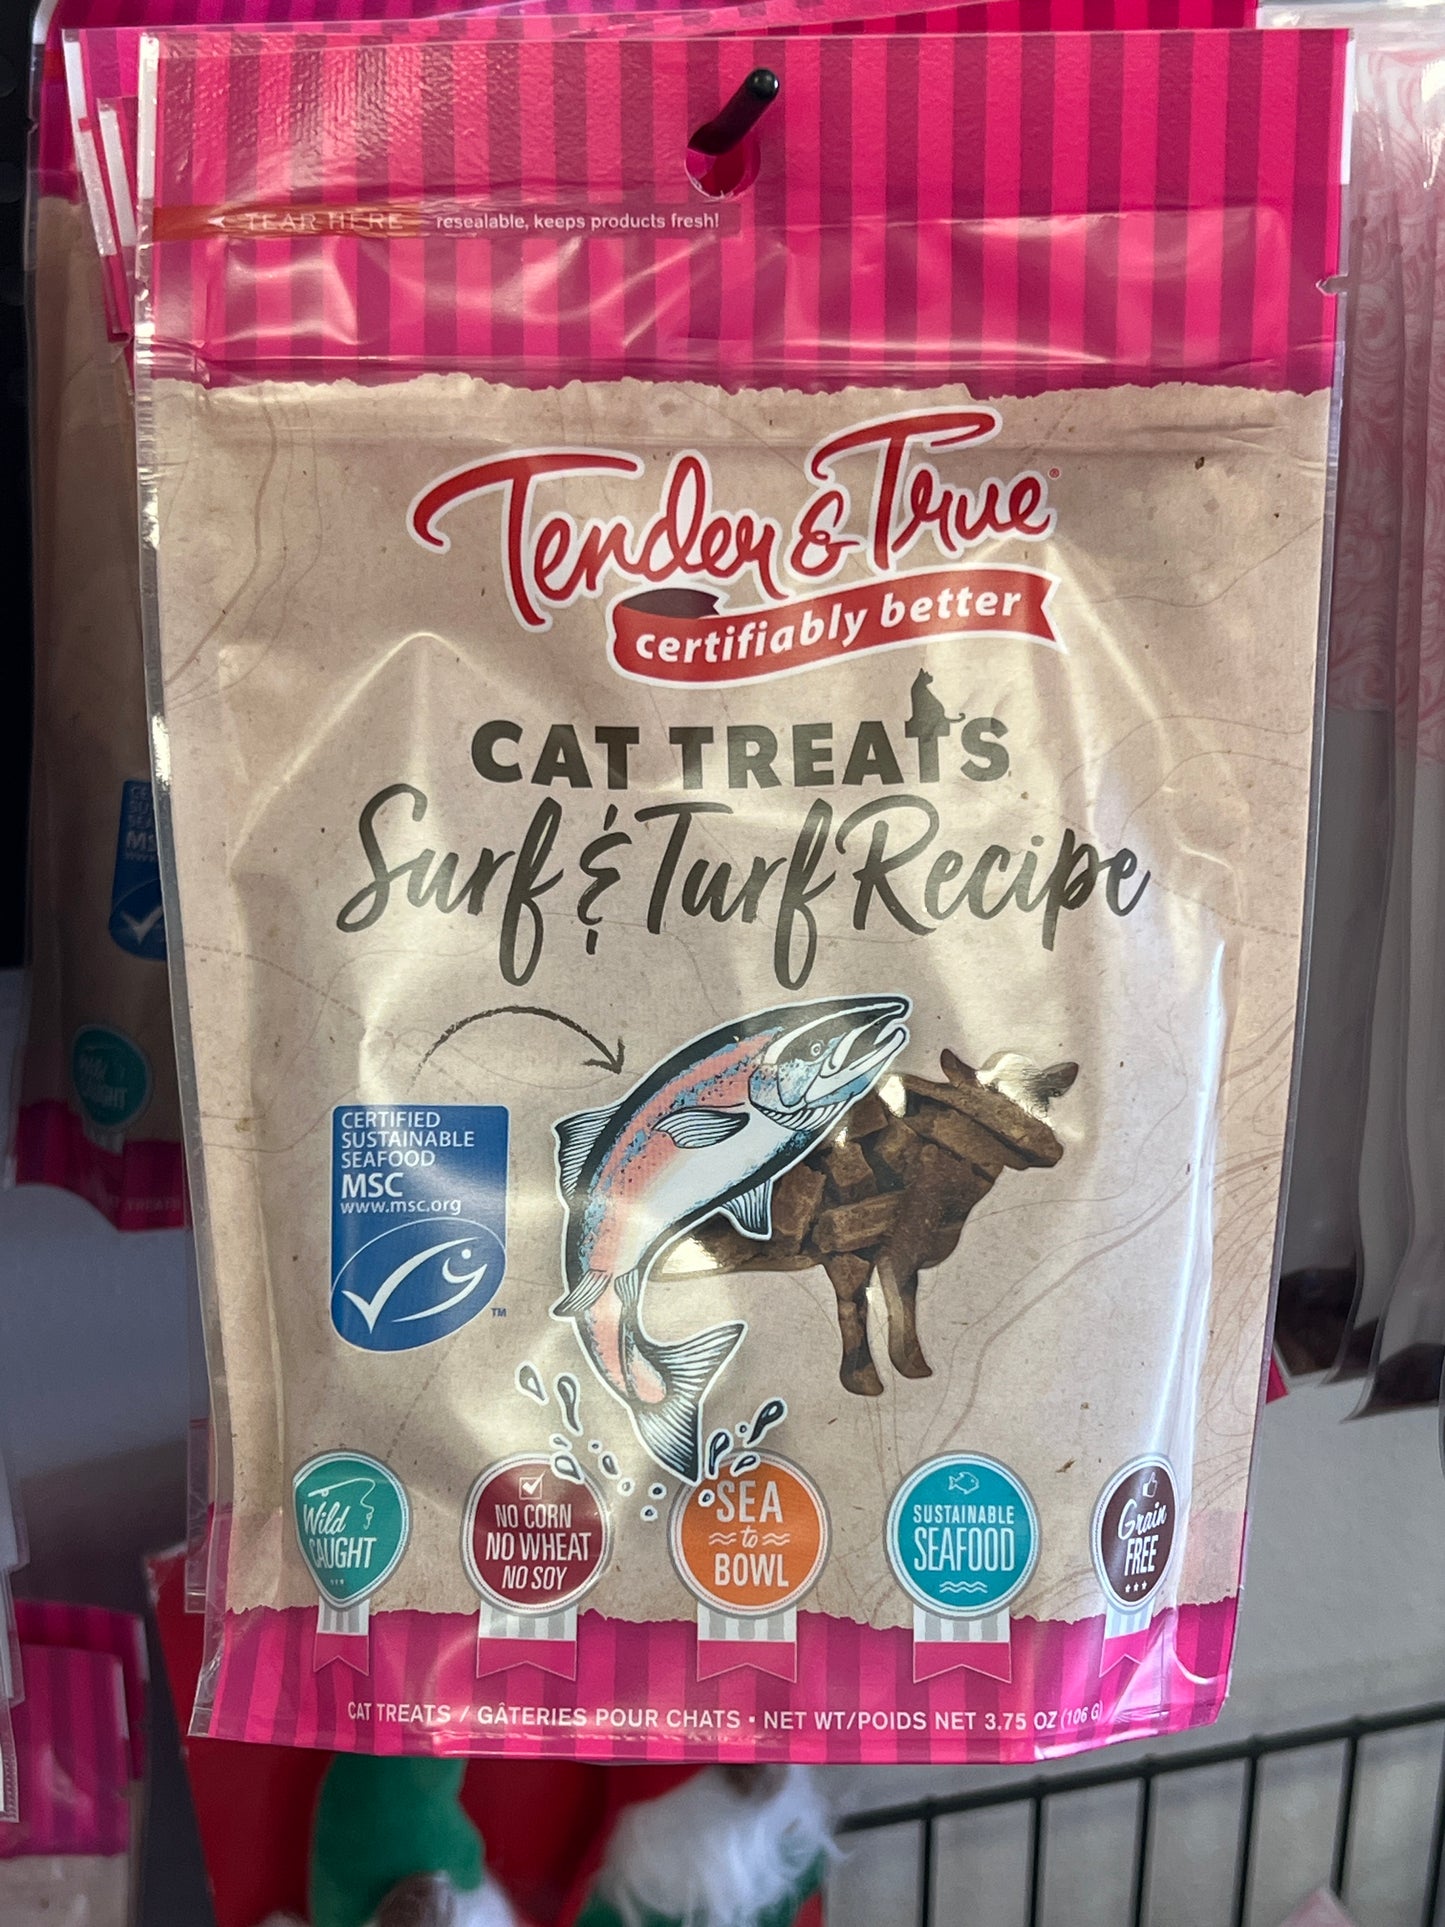 TEAR HERE resealable, keeps products fresh!
Tender & True®
certifiably better
CAT TREATS
Surf & Turf Recipe
CERTIFIED
SUSTAINABLE
SEAFOOD
MSC
www.msc.org
TM
Wild
CAUGHT
NO CORN
NO WHEAT
NO SOY
SEA
to
BOWL
SUSTAINABLE
SEAFOOD
Grain
FREE
CAT TREATS / GÂTERIES POUR CHATS • NET WT/POIDS NET 3.75 OZ (106 G)